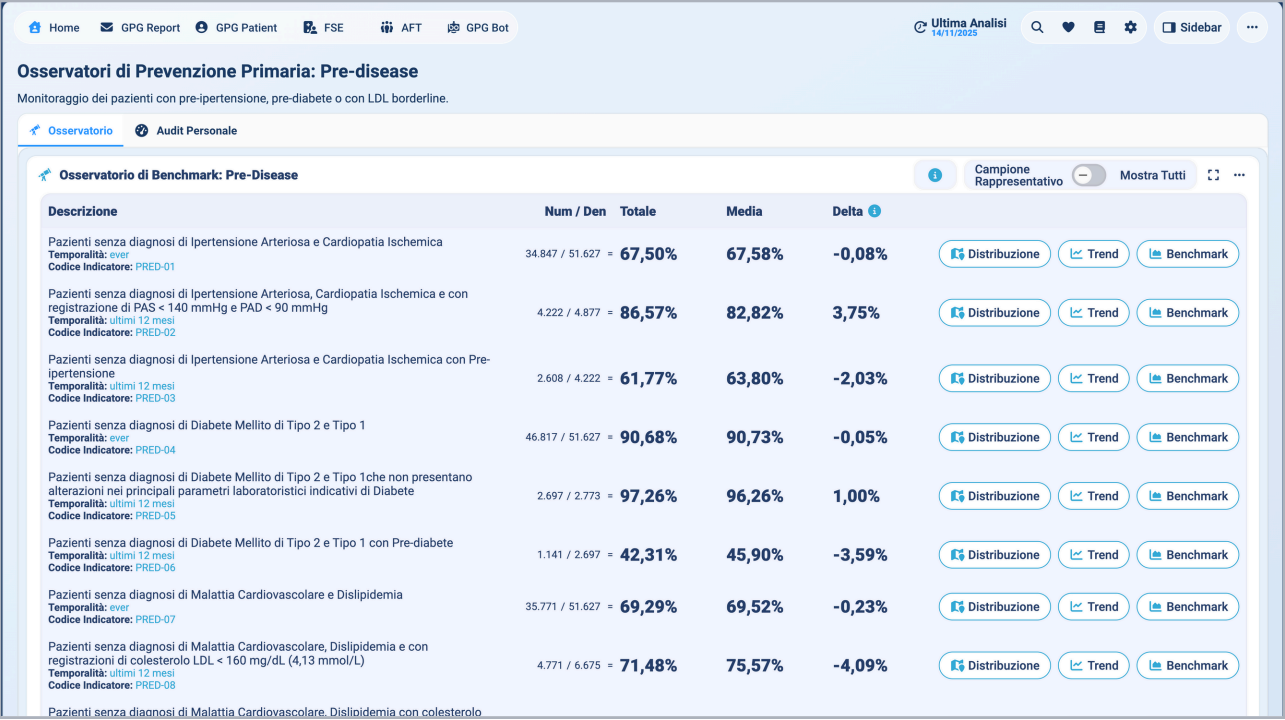 Home
GPG Report
GPG Patient
FSE
AFT
GPG Bot
Ultima Analisi
14/11/2025
Sidebar
Osservatori di Prevenzione Primaria: Pre-disease
Monitoraggio dei pazienti con pre-ipertensione, pre-diabete o con LDL borderline.
Osservatorio
Audit Personale
Osservatorio di Benchmark: Pre-Disease
Campione
Rappresentativo
Mostra Tutti
Descrizione Num / Den Totale Media Delta
Pazienti senza diagnosi di Ipertensione Arteriosa e Cardiopatia Ischemica
Temporalità: ever
Codice Indicatore: PRED-01
34.847 / 51.627 = 67,50% 67,58% -0,08% Distribuzione Trend Benchmark
Pazienti senza diagnosi di Ipertensione Arteriosa, Cardiopatia Ischemica e con
registrazione di PAS < 140 mmHg e PAD < 90 mmHg
Temporalità: ultimi 12 mesi
Codice Indicatore: PRED-02
4.222 / 4.877 = 86,57% 82,82% 3,75% Distribuzione Trend Benchmark
Pazienti senza diagnosi di Ipertensione Arteriosa e Cardiopatia Ischemica con Pre-
ipertensione
Temporalità: ultimi 12 mesi
Codice Indicatore: PRED-03
2.608 / 4.222 = 61,77% 63,80% -2,03% Distribuzione Trend Benchmark
Pazienti senza diagnosi di Diabete Mellito di Tipo 2 e Tipo 1
Temporalità: ever
Codice Indicatore: PRED-04
46.817 / 51.627 = 90,68% 90,73% -0,05% Distribuzione Trend Benchmark
Pazienti senza diagnosi di Diabete Mellito di Tipo 2 e Tipo 1che non presentano
alterazioni nei principali parametri laboratoristici indicativi di Diabete
Temporalità: ultimi 12 mesi
Codice Indicatore: PRED-05
2.697 / 2.773 = 97,26% 96,26% 1,00% Distribuzione Trend Benchmark
Pazienti senza diagnosi di Diabete Mellito di Tipo 2 e Tipo 1 con Pre-diabete
Temporalità: ultimi 12 mesi
Codice Indicatore: PRED-06
1.141 / 2.697 = 42,31% 45,90% -3,59% Distribuzione Trend Benchmark
Pazienti senza diagnosi di Malattia Cardiovascolare e Dislipidemia
Temporalità: ever
Codice Indicatore: PRED-07
35.771 / 51.627 = 69,29% 69,52% -0,23% Distribuzione Trend Benchmark
Pazienti senza diagnosi di Malattia Cardiovascolare, Dislipidemia e con
registrazioni di colesterolo LDL < 160 mg/dL (4,13 mmol/L)
Temporalità: ultimi 12 mesi
Codice Indicatore: PRED-08
4.771 / 6.675 = 71,48% 75,57% -4,09% Distribuzione Trend Benchmark
Pazienti senza diagnosi di Malattia Cardiovascolare, Dislipidemia con colesterolo